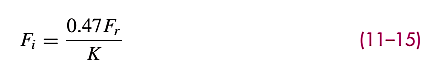 F_i = 0.47F_r / K (11–15)